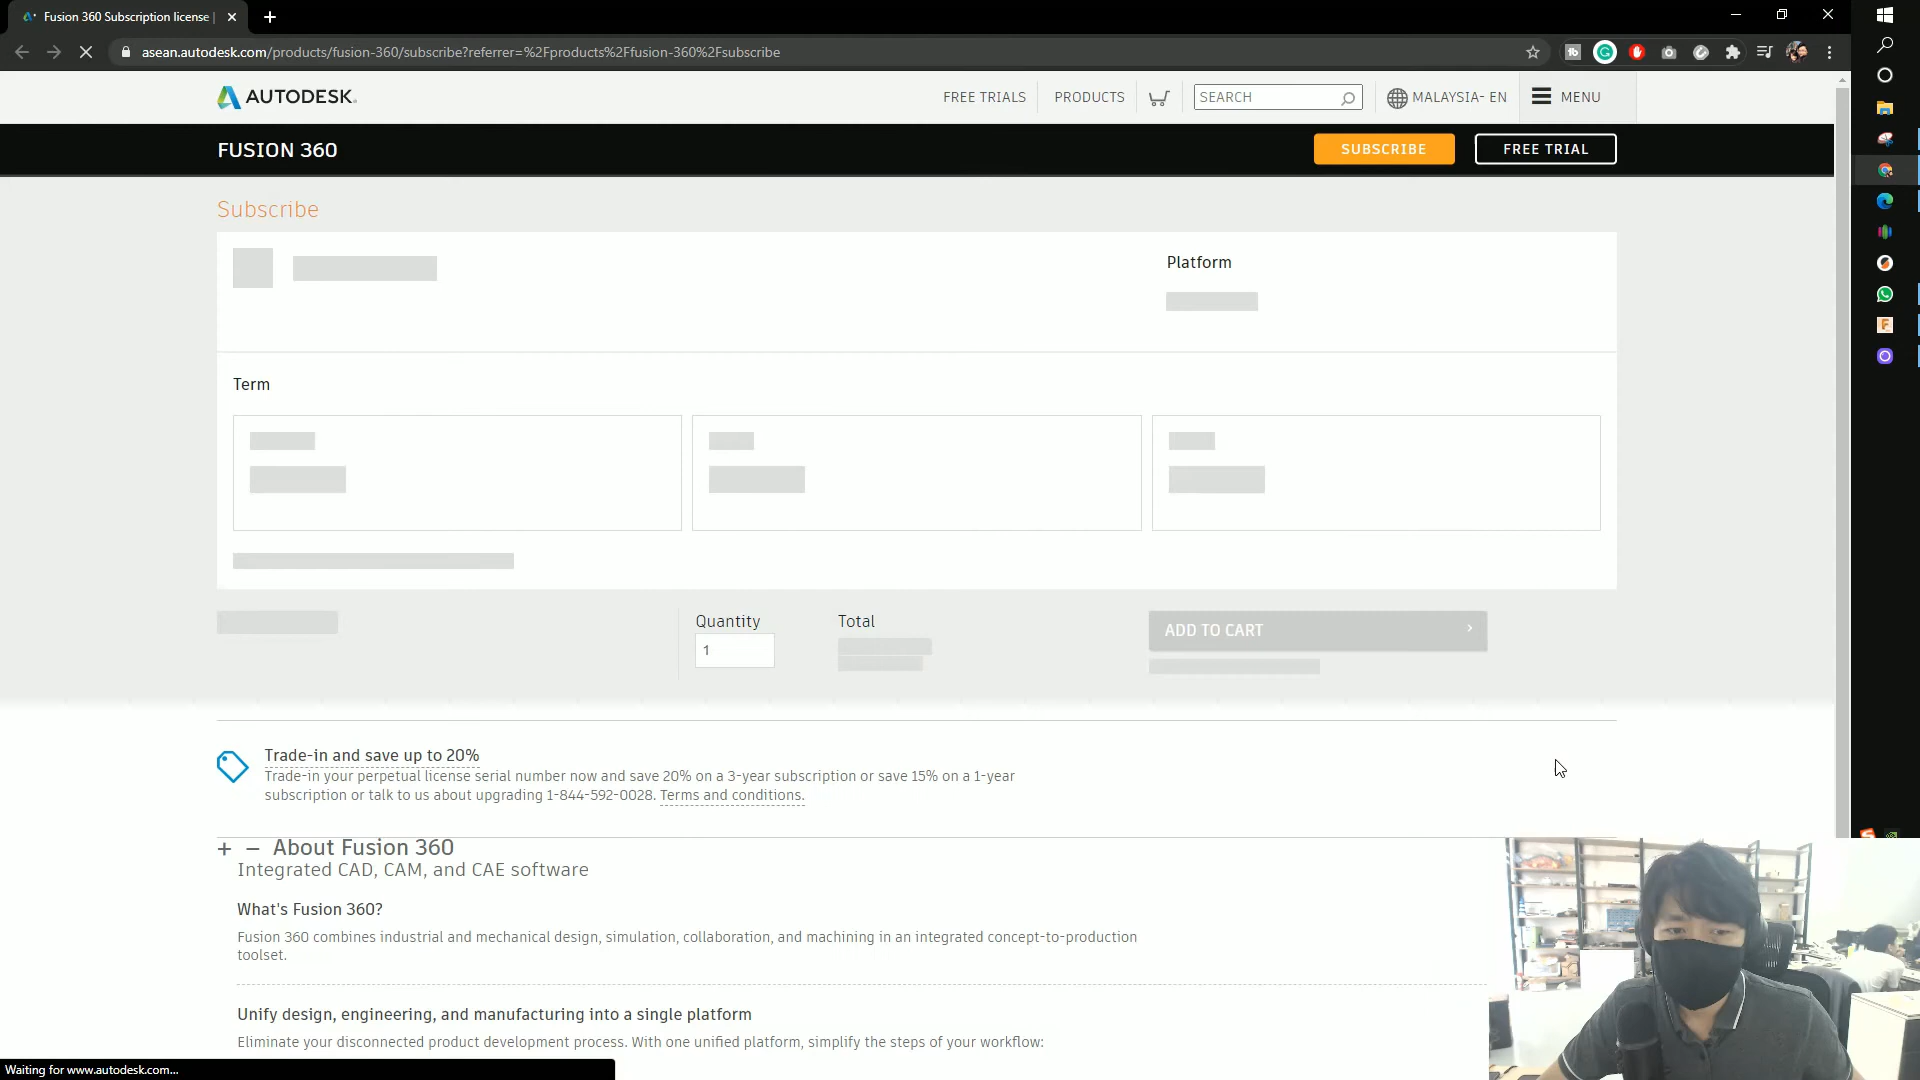 Fusion 360 Subscription license |
asean.autodesk.com/products/fusion-360/subscribe?referrer=%2Fproducts%2Ffusion-360%2Fsubscribe
AUTODESK.
FREE TRIALS
PRODUCTS
SEARCH
MALAYSIA- EN
MENU
FUSION 360
SUBSCRIBE
FREE TRIAL
Subscribe
Platform
Term
Quantity
Total
1
ADD TO CART
Trade-in and save up to 20%
Trade-in your perpetual license serial number now and save 20% on a 3-year subscription or save 15% on a 1-year
subscription or talk to us about upgrading 1-844-592-0028. Terms and conditions.
+ − About Fusion 360
Integrated CAD, CAM, and CAE software
What's Fusion 360?
Fusion 360 combines industrial and mechanical design, simulation, collaboration, and machining in an integrated concept-to-production
toolset.
Unify design, engineering, and manufacturing into a single platform
Eliminate your disconnected product development process. With one unified platform, simplify the steps of your workflow:
Waiting for www.autodesk.com...